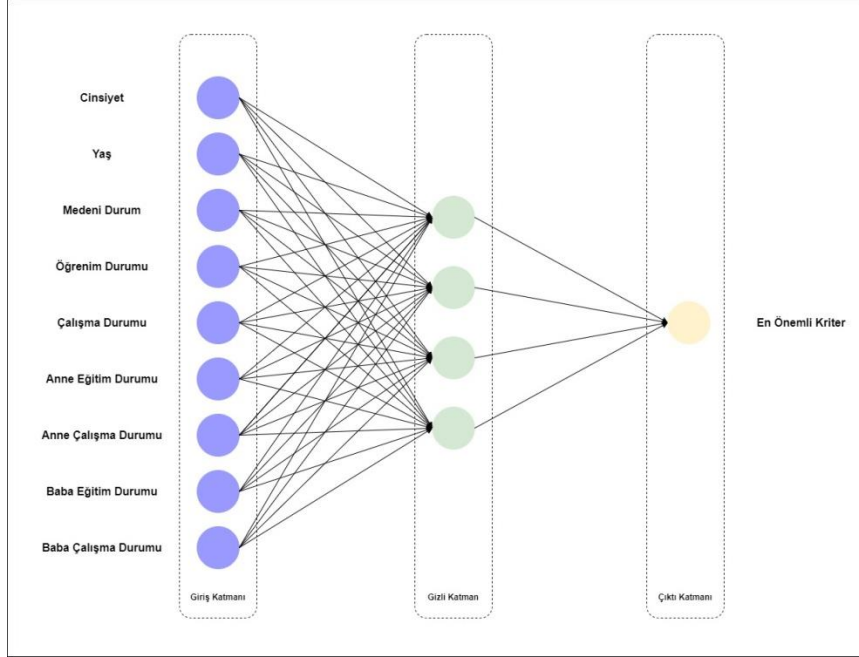 Cinsiyet
Yaş
Medeni Durum
Öğrenim Durumu
Çalışma Durumu
Anne Eğitim Durumu
Anne Çalışma Durumu
Baba Eğitim Durumu
Baba Çalışma Durumu
En Önemli Kriter
Giriş Katmanı
Gizli Katman
Çıktı Katmanı